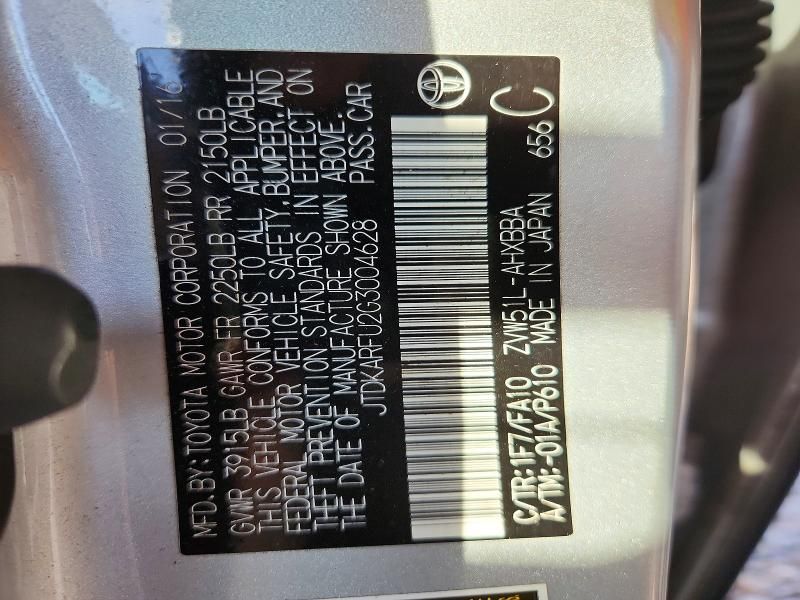 MFD.BY:TOYOTA MOTOR CORPORATION 01/16
GVWR 3915LB GAWR FR 2250LB RR 2150LB
THIS VEHICLE CONFORMS TO ALL APPLICABLE
FEDERAL MOTOR VEHICLE SAFETY,BUMPER,AND
THEFT PREVENTION STANDARDS IN EFFECT ON
THE DATE OF MANUFACTURE SHOWN ABOVE.
JTDKARFU2G3004628 PASS.CAR
C/TR:1F7/FA10 ZVW51L-AHXBBA C
A/TM:-01A/P610 MADE IN JAPAN 656